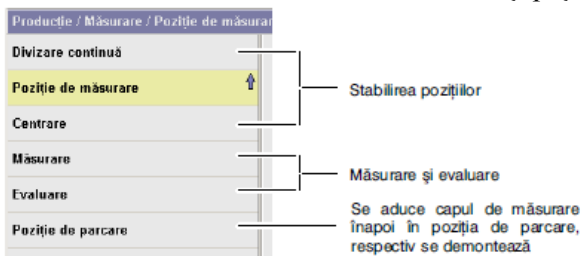 Producție / Măsurare / Poziție de măsurar
Divizare continuă
Poziție de măsurare
Centrare
Măsurare
Evaluare
Poziție de parcare
Stabilirea pozițiilor
Măsurare și evaluare
Se aduce capul de măsurare
înapoi în poziția de parcare,
respectiv se demontează